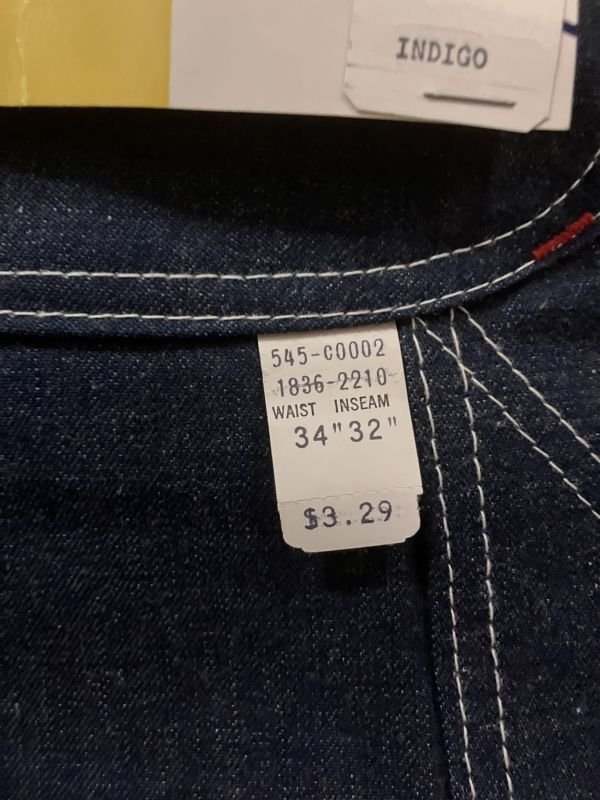 INDIGO
545-C0002
1836-2210
WAIST INSEAM
34"32"
$3.29